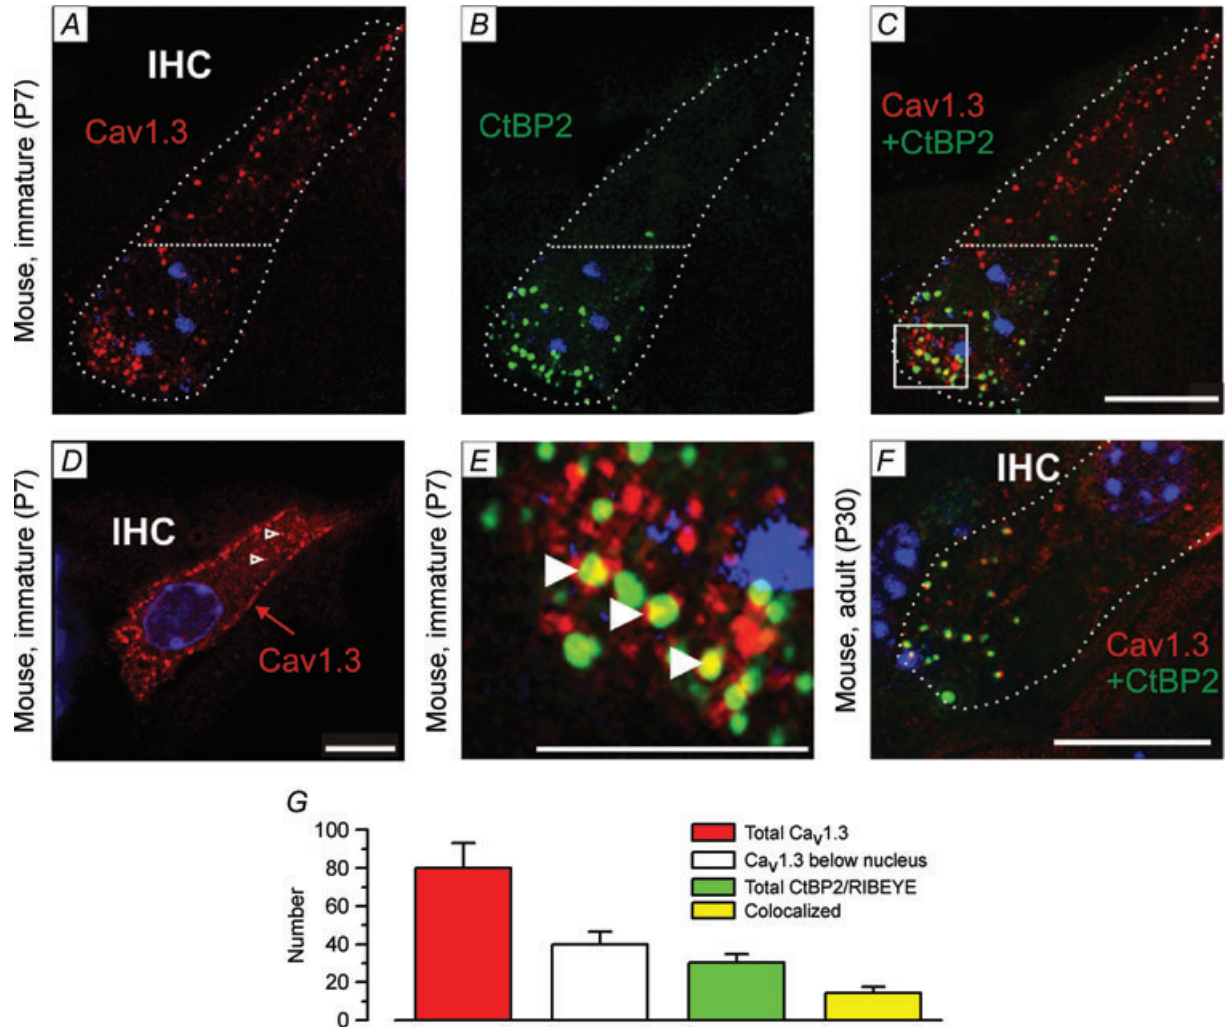 A
IHC
Cav1.3
B
CtBP2
C
Cav1.3
+CtBP2
Mouse, immature (P7)
D
IHC
Cav1.3
Mouse, immature (P7)
E
Mouse, immature (P7)
F
IHC
Cav1.3
+CtBP2
Mouse, adult (P30)
G
Number
100
80
60
40
20
0
Total CaV1.3
CaV1.3 below nucleus
Total CtBP2/RIBEYE
Colocalized